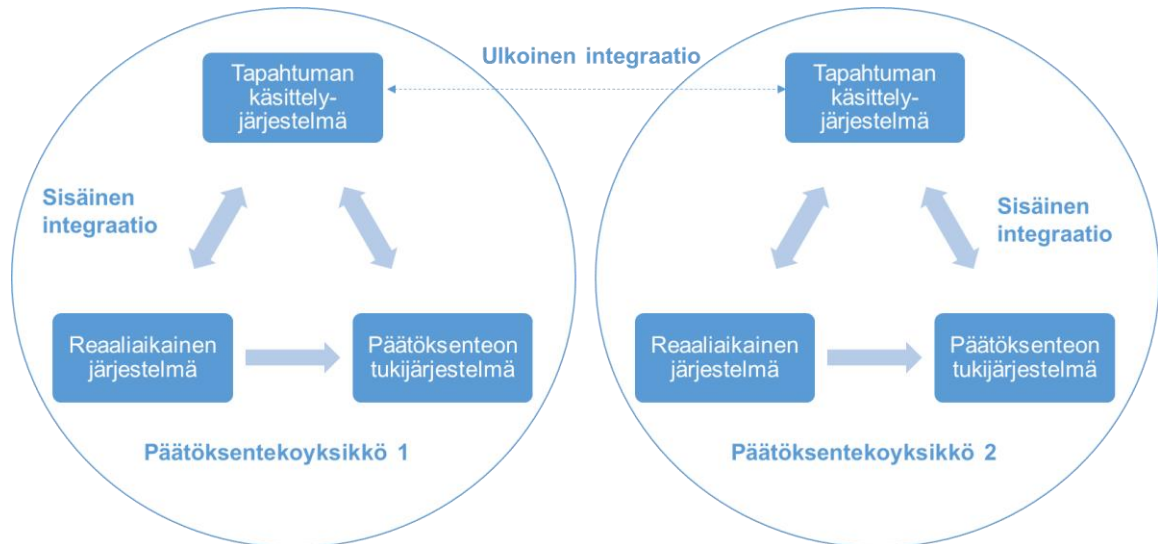 Ulkoinen integraatio
Tapahtuman
käsittely-
järjestelmä
Tapahtuman
käsittely-
järjestelmä
Sisäinen
integraatio
Sisäinen
integraatio
Reaaliaikainen
järjestelmä
Päätöksenteon
tukijärjestelmä
Reaaliaikainen
järjestelmä
Päätöksenteon
tukijärjestelmä
Päätöksentekoyksikkö 1
Päätöksentekoyksikkö 2